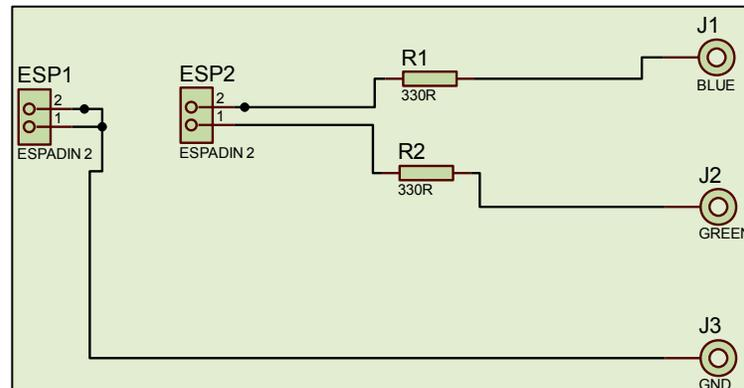 J1
BLUE
R1
330R
ESP1
2
1
ESPADIN 2
ESP2
2
1
ESPADIN 2
R2
330R
J2
GREEN
J3
GND